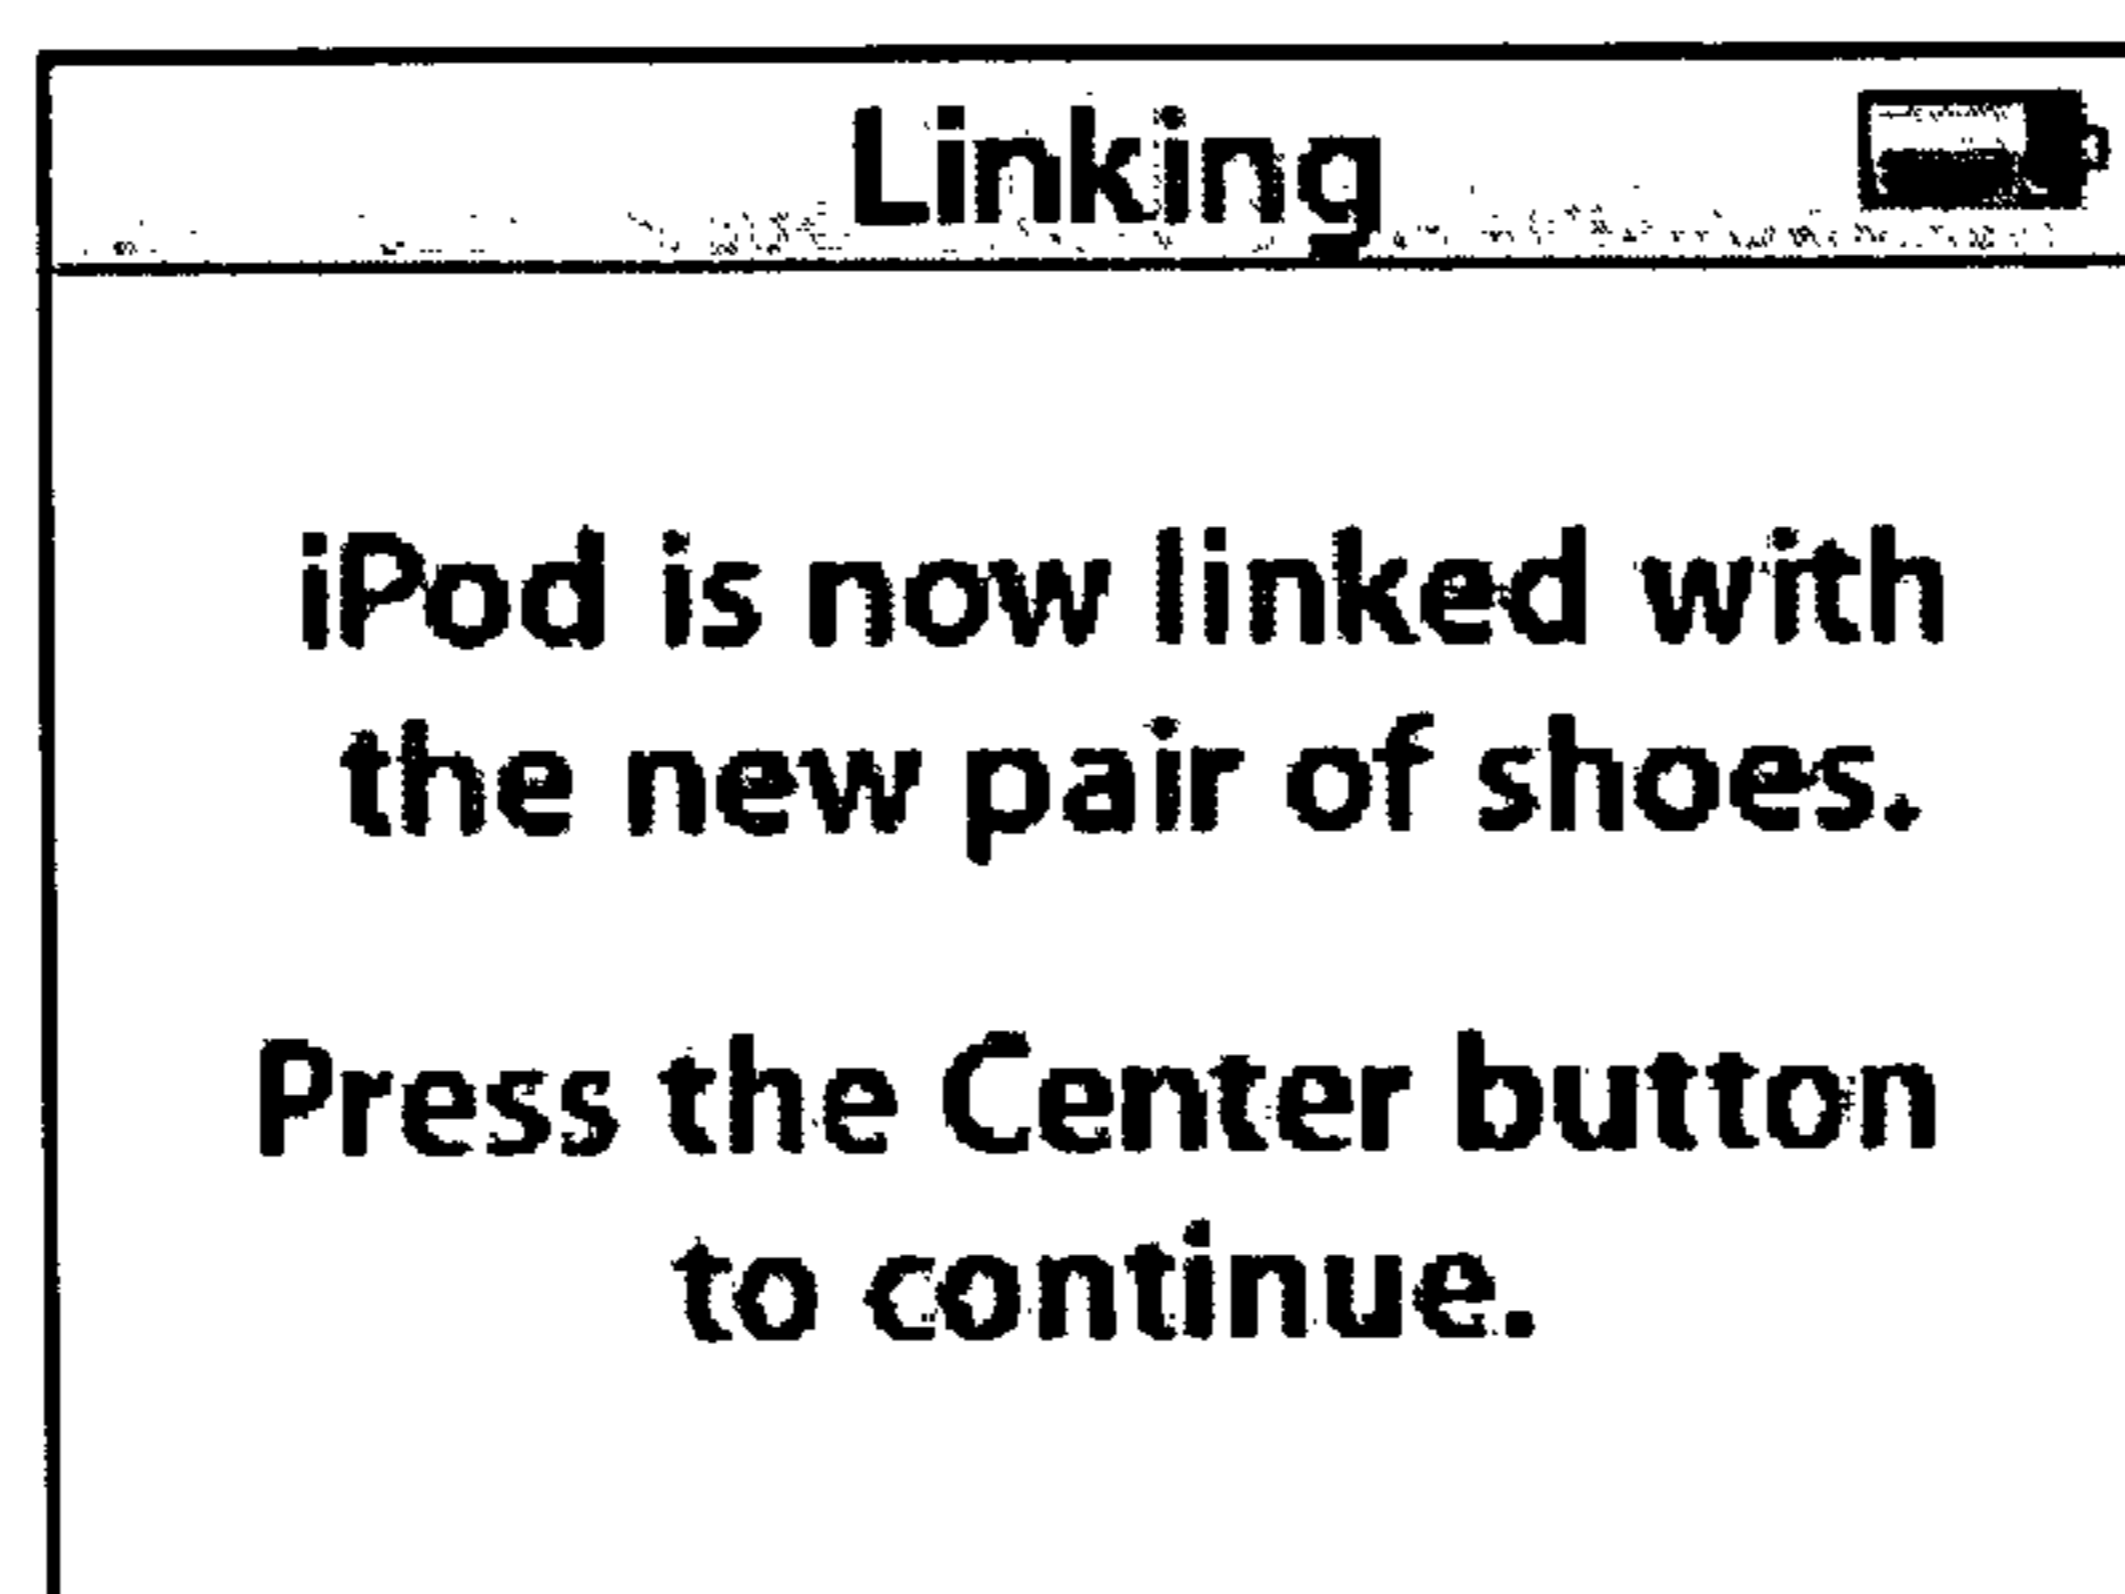 Linking
iPod is now linked with
the new pair of shoes.
Press the Center button
to continue.